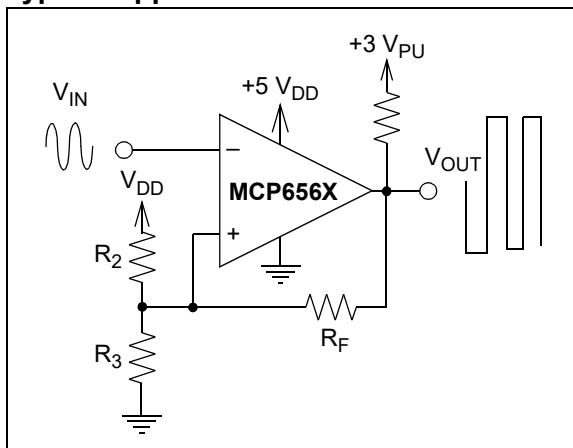 +3 V_PU
V_IN
+5 V_DD
V_DD
−
MCP656X
V_OUT
+
R_2
R_F
R_3